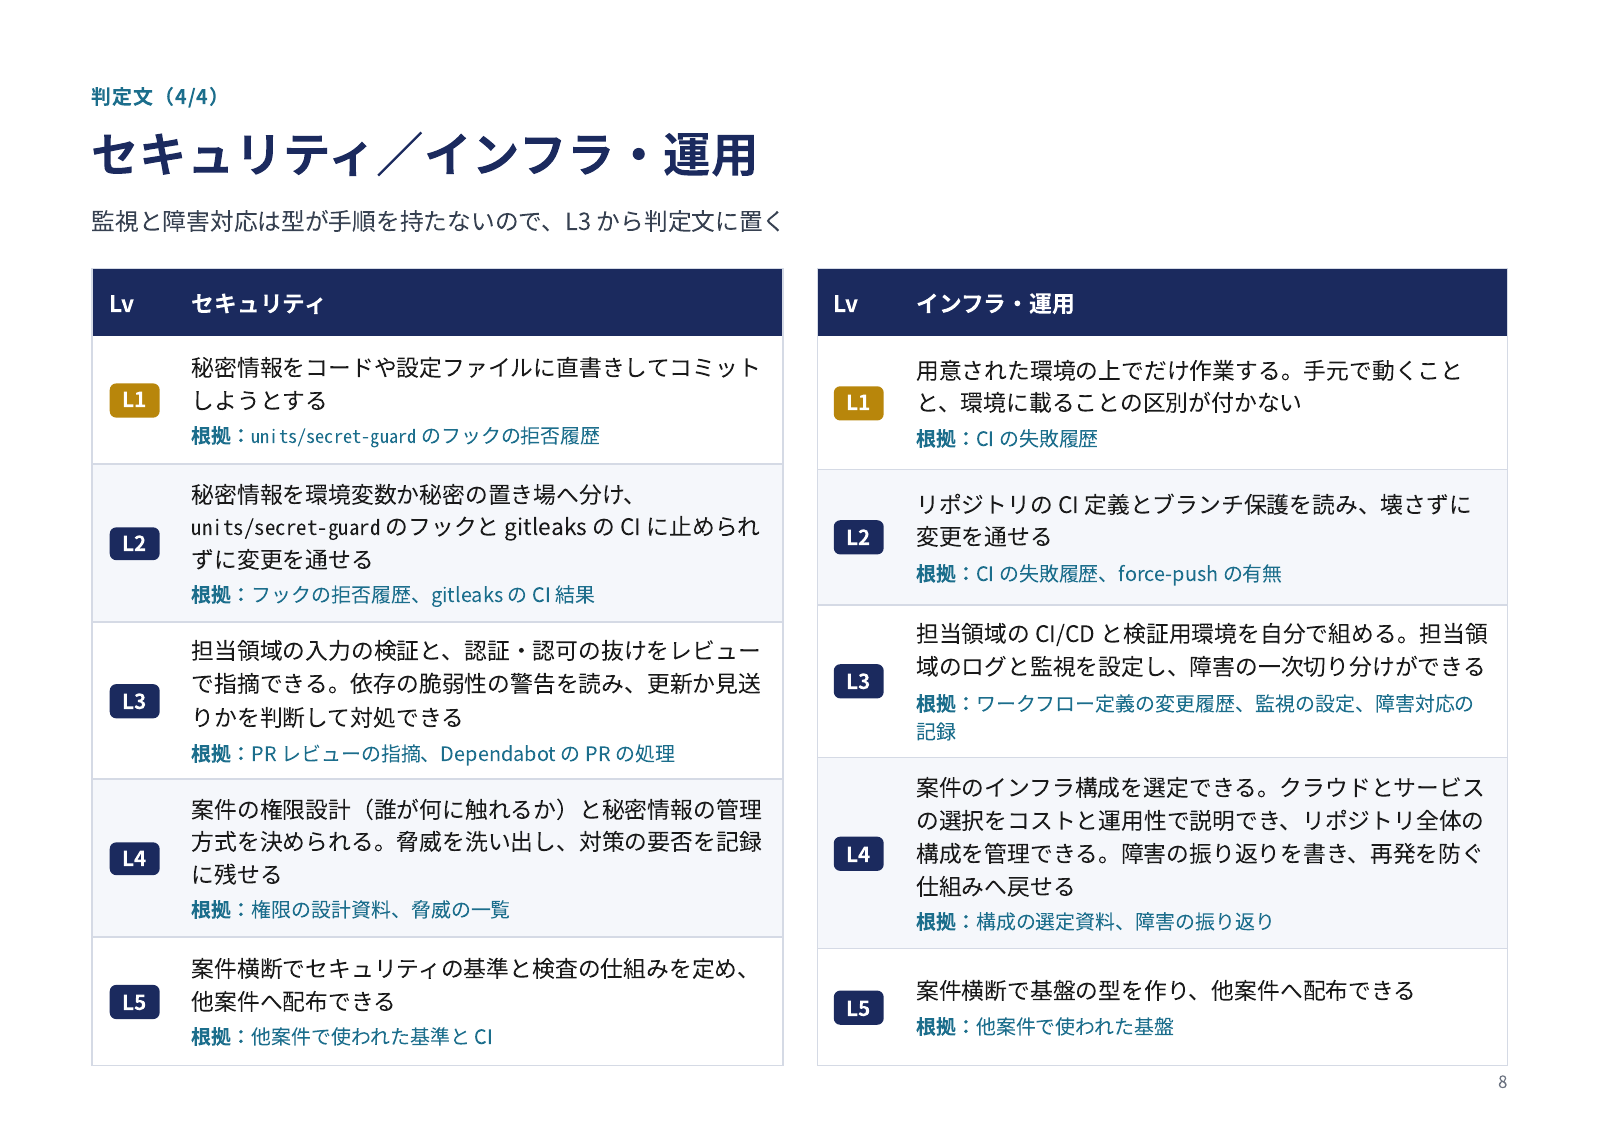 判定文（4/4）
セキュリティ／インフラ・運用
監視と障害対応は型が手順を持たないので、L3 から判定文に置く
Lv セキュリティ
L1
秘密情報をコードや設定ファイルに直書きしてコミット
しようとする
根拠：units/secret-guard のフックの拒否履歴
L2
秘密情報を環境変数か秘密の置き場へ分け、
units/secret-guard のフックと gitleaks の CI に止められ
ずに変更を通せる
根拠：フックの拒否履歴、gitleaks の CI 結果
L3
担当領域の入力の検証と、認証・認可の抜けをレビュー
で指摘できる。依存の脆弱性の警告を読み、更新か見送
りかを判断して対処できる
根拠：PR レビューの指摘、Dependabot の PR の処理
L4
案件の権限設計（誰が何に触れるか）と秘密情報の管理
方式を決められる。脅威を洗い出し、対策の要否を記録
に残せる
根拠：権限の設計資料、脅威の一覧
L5
案件横断でセキュリティの基準と検査の仕組みを定め、
他案件へ配布できる
根拠：他案件で使われた基準と CI
Lv インフラ・運用
L1
用意された環境の上でだけ作業する。手元で動くこと
と、環境に載ることの区別が付かない
根拠：CI の失敗履歴
L2
リポジトリの CI 定義とブランチ保護を読み、壊さずに
変更を通せる
根拠：CI の失敗履歴、force-push の有無
L3
担当領域の CI/CD と検証用環境を自分で組める。担当領
域のログと監視を設定し、障害の一次切り分けができる
根拠：ワークフロー定義の変更履歴、監視の設定、障害対応の
記録
L4
案件のインフラ構成を選定できる。クラウドとサービス
の選択をコストと運用性で説明でき、リポジトリ全体の
構成を管理できる。障害の振り返りを書き、再発を防ぐ
仕組みへ戻せる
根拠：構成の選定資料、障害の振り返り
L5
案件横断で基盤の型を作り、他案件へ配布できる
根拠：他案件で使われた基盤
8